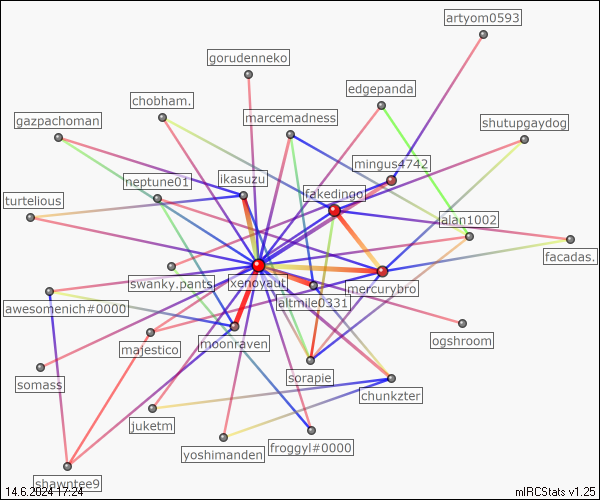 artyom0593
gorudenneko
edgepanda
chobham.
marcemadness
gazpachoman
shutupgaydog
mingus4742
neptune01
ikasuzu
fakedingo
turtelious
alan1002
facadas.
swanky.pants
xenoyaut
mercurybro
altmile0331
awesomenich#0000
ogshroom
majestico
moonraven
somass
sorapie
chunkzter
juketm
yoshimanden
froggyl#0000
shawntee9
14.6.2024 17:24
mIRCStats v1.25